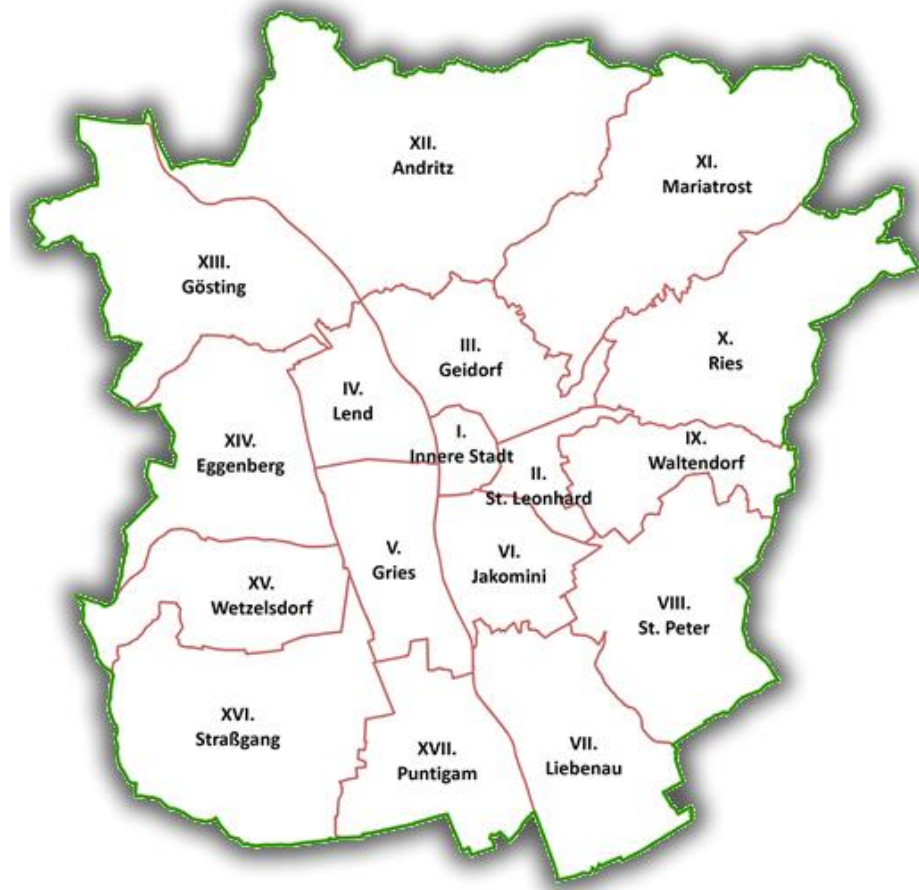 XII.
Andritz
XI.
Mariatrost
XIII.
Gösting
III.
Geidorf
X.
Ries
IV.
Lend
I.
Innere Stadt
XIV.
Eggenberg
IX.
Waltendorf
II.
St. Leonhard
V.
Gries
VI.
Jakomini
XV.
Wetzelsdorf
VIII.
St. Peter
XVI.
Straßgang
XVII.
Puntigam
VII.
Liebenau